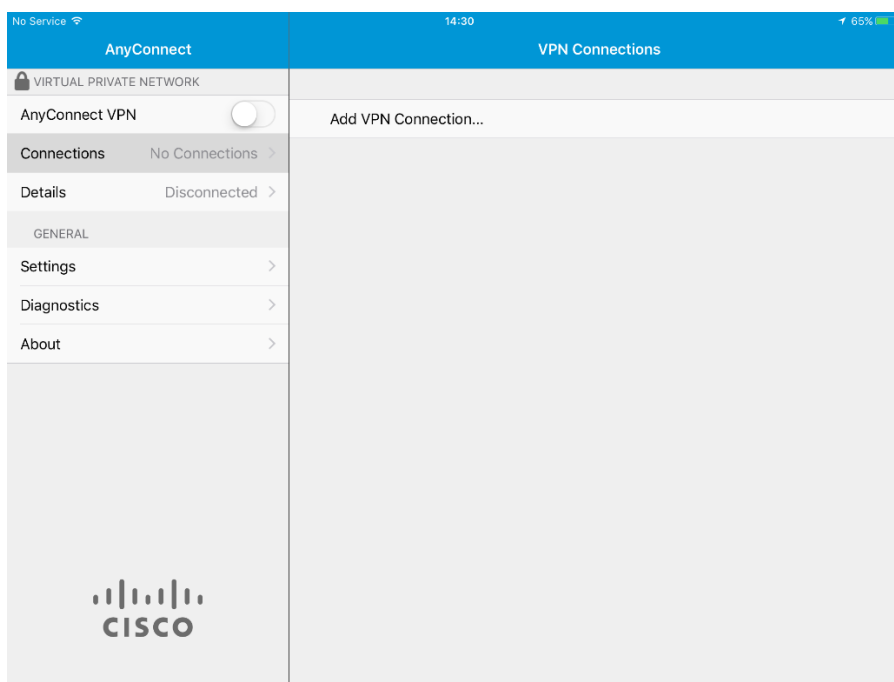 No Service 14:30 65%
AnyConnect
VPN Connections
VIRTUAL PRIVATE NETWORK
AnyConnect VPN
Connections No Connections
Details Disconnected
GENERAL
Settings
Diagnostics
About
Add VPN Connection...
CISCO